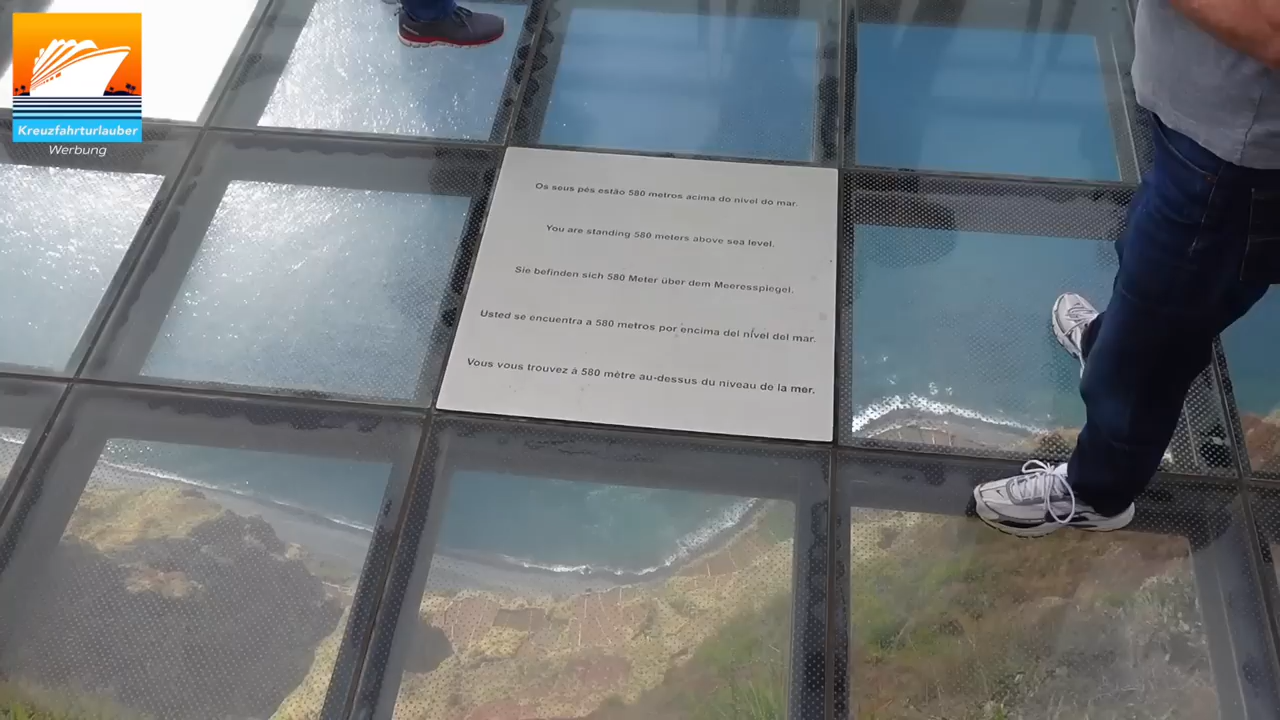 Kreuzfahrturlauber
Werbung
Os seus pés estão 580 metros acima do nível do mar.
You are standing 580 meters above sea level.
Sie befinden sich 580 Meter über dem Meeresspiegel.
Usted se encuentra a 580 metros por encima del nível del mar.
Vous vous trouvez à 580 mètre au-dessus du niveau de la mer.